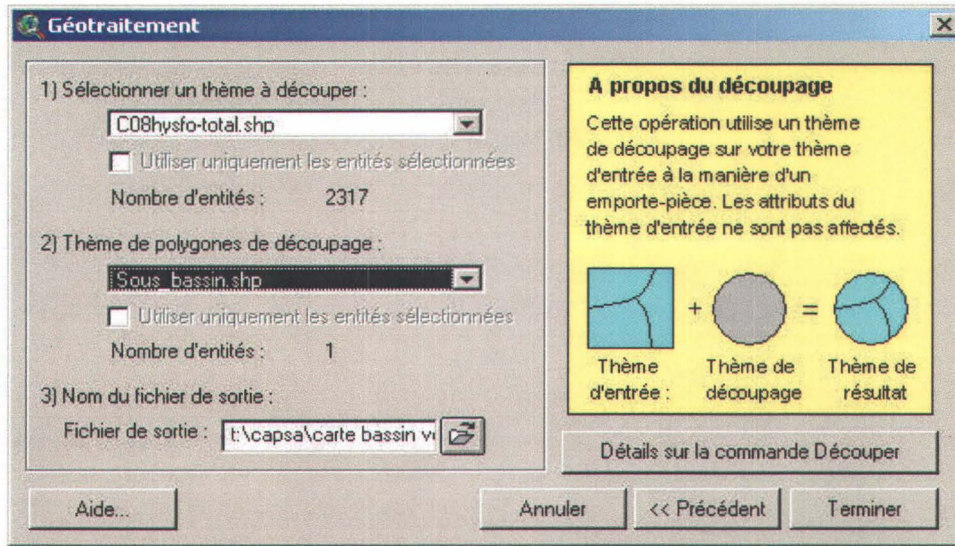 Géotraitement
1) Sélectionner un thème à découper :
C08hysfo-total.shp
Utiliser uniquement les entités sélectionnées
Nombre d'entités : 2317
2) Thème de polygones de découpage :
Sous_bassin.shp
Utiliser uniquement les entités sélectionnées
Nombre d'entités : 1
3) Nom du fichier de sortie :
Fichier de sortie : t:\capsa\carte bassin
A propos du découpage
Cette opération utilise un thème
de découpage sur votre thème
d'entrée à la manière d'un
emporte-pièce. Les attributs du
thème d'entrée ne sont pas affectés.
+ =
Thème d'entrée :
Thème de découpage
Thème de résultat
Détails sur la commande Découper
Aide...
Annuler
<< Précédent
Terminer